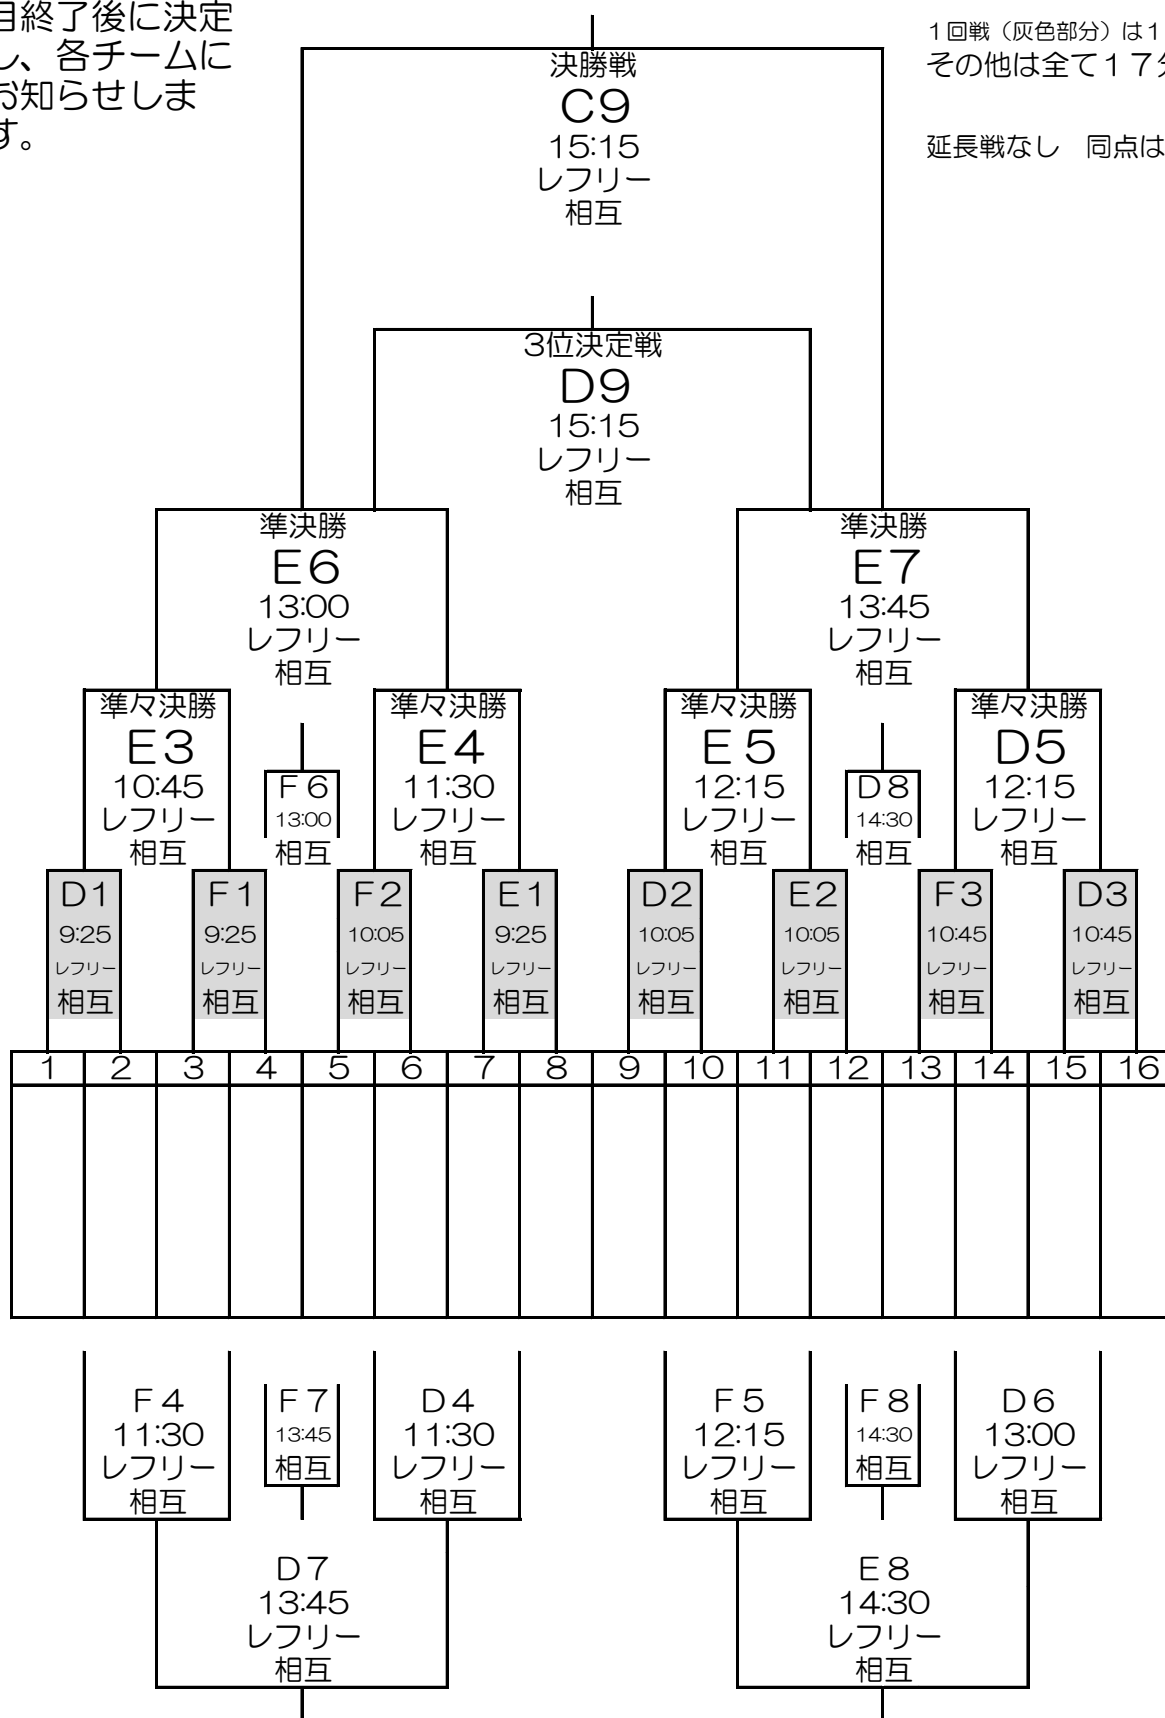 目終了後に決定
し、各チームに
お知らせしま
す。
1回戦（灰色部分）は1
その他は全て17分
延長戦なし　同点は
決勝戦
C9
15:15
レフリー
相互
3位決定戦
D9
15:15
レフリー
相互
準決勝
E6
13:00
レフリー
相互
準決勝
E7
13:45
レフリー
相互
準々決勝
E3
10:45
レフリー
相互
F6
13:00
相互
準々決勝
E4
11:30
レフリー
相互
準々決勝
E5
12:15
レフリー
相互
D8
14:30
相互
準々決勝
D5
12:15
レフリー
相互
D1
9:25
レフリー
相互
F1
9:25
レフリー
相互
F2
10:05
レフリー
相互
E1
9:25
レフリー
相互
D2
10:05
レフリー
相互
E2
10:05
レフリー
相互
F3
10:45
レフリー
相互
D3
10:45
レフリー
相互
1 2 3 4 5 6 7 8 9 10 11 12 13 14 15 16
F4
11:30
レフリー
相互
F7
13:45
相互
D4
11:30
レフリー
相互
F5
12:15
レフリー
相互
F8
14:30
相互
D6
13:00
レフリー
相互
D7
13:45
レフリー
相互
E8
14:30
レフリー
相互